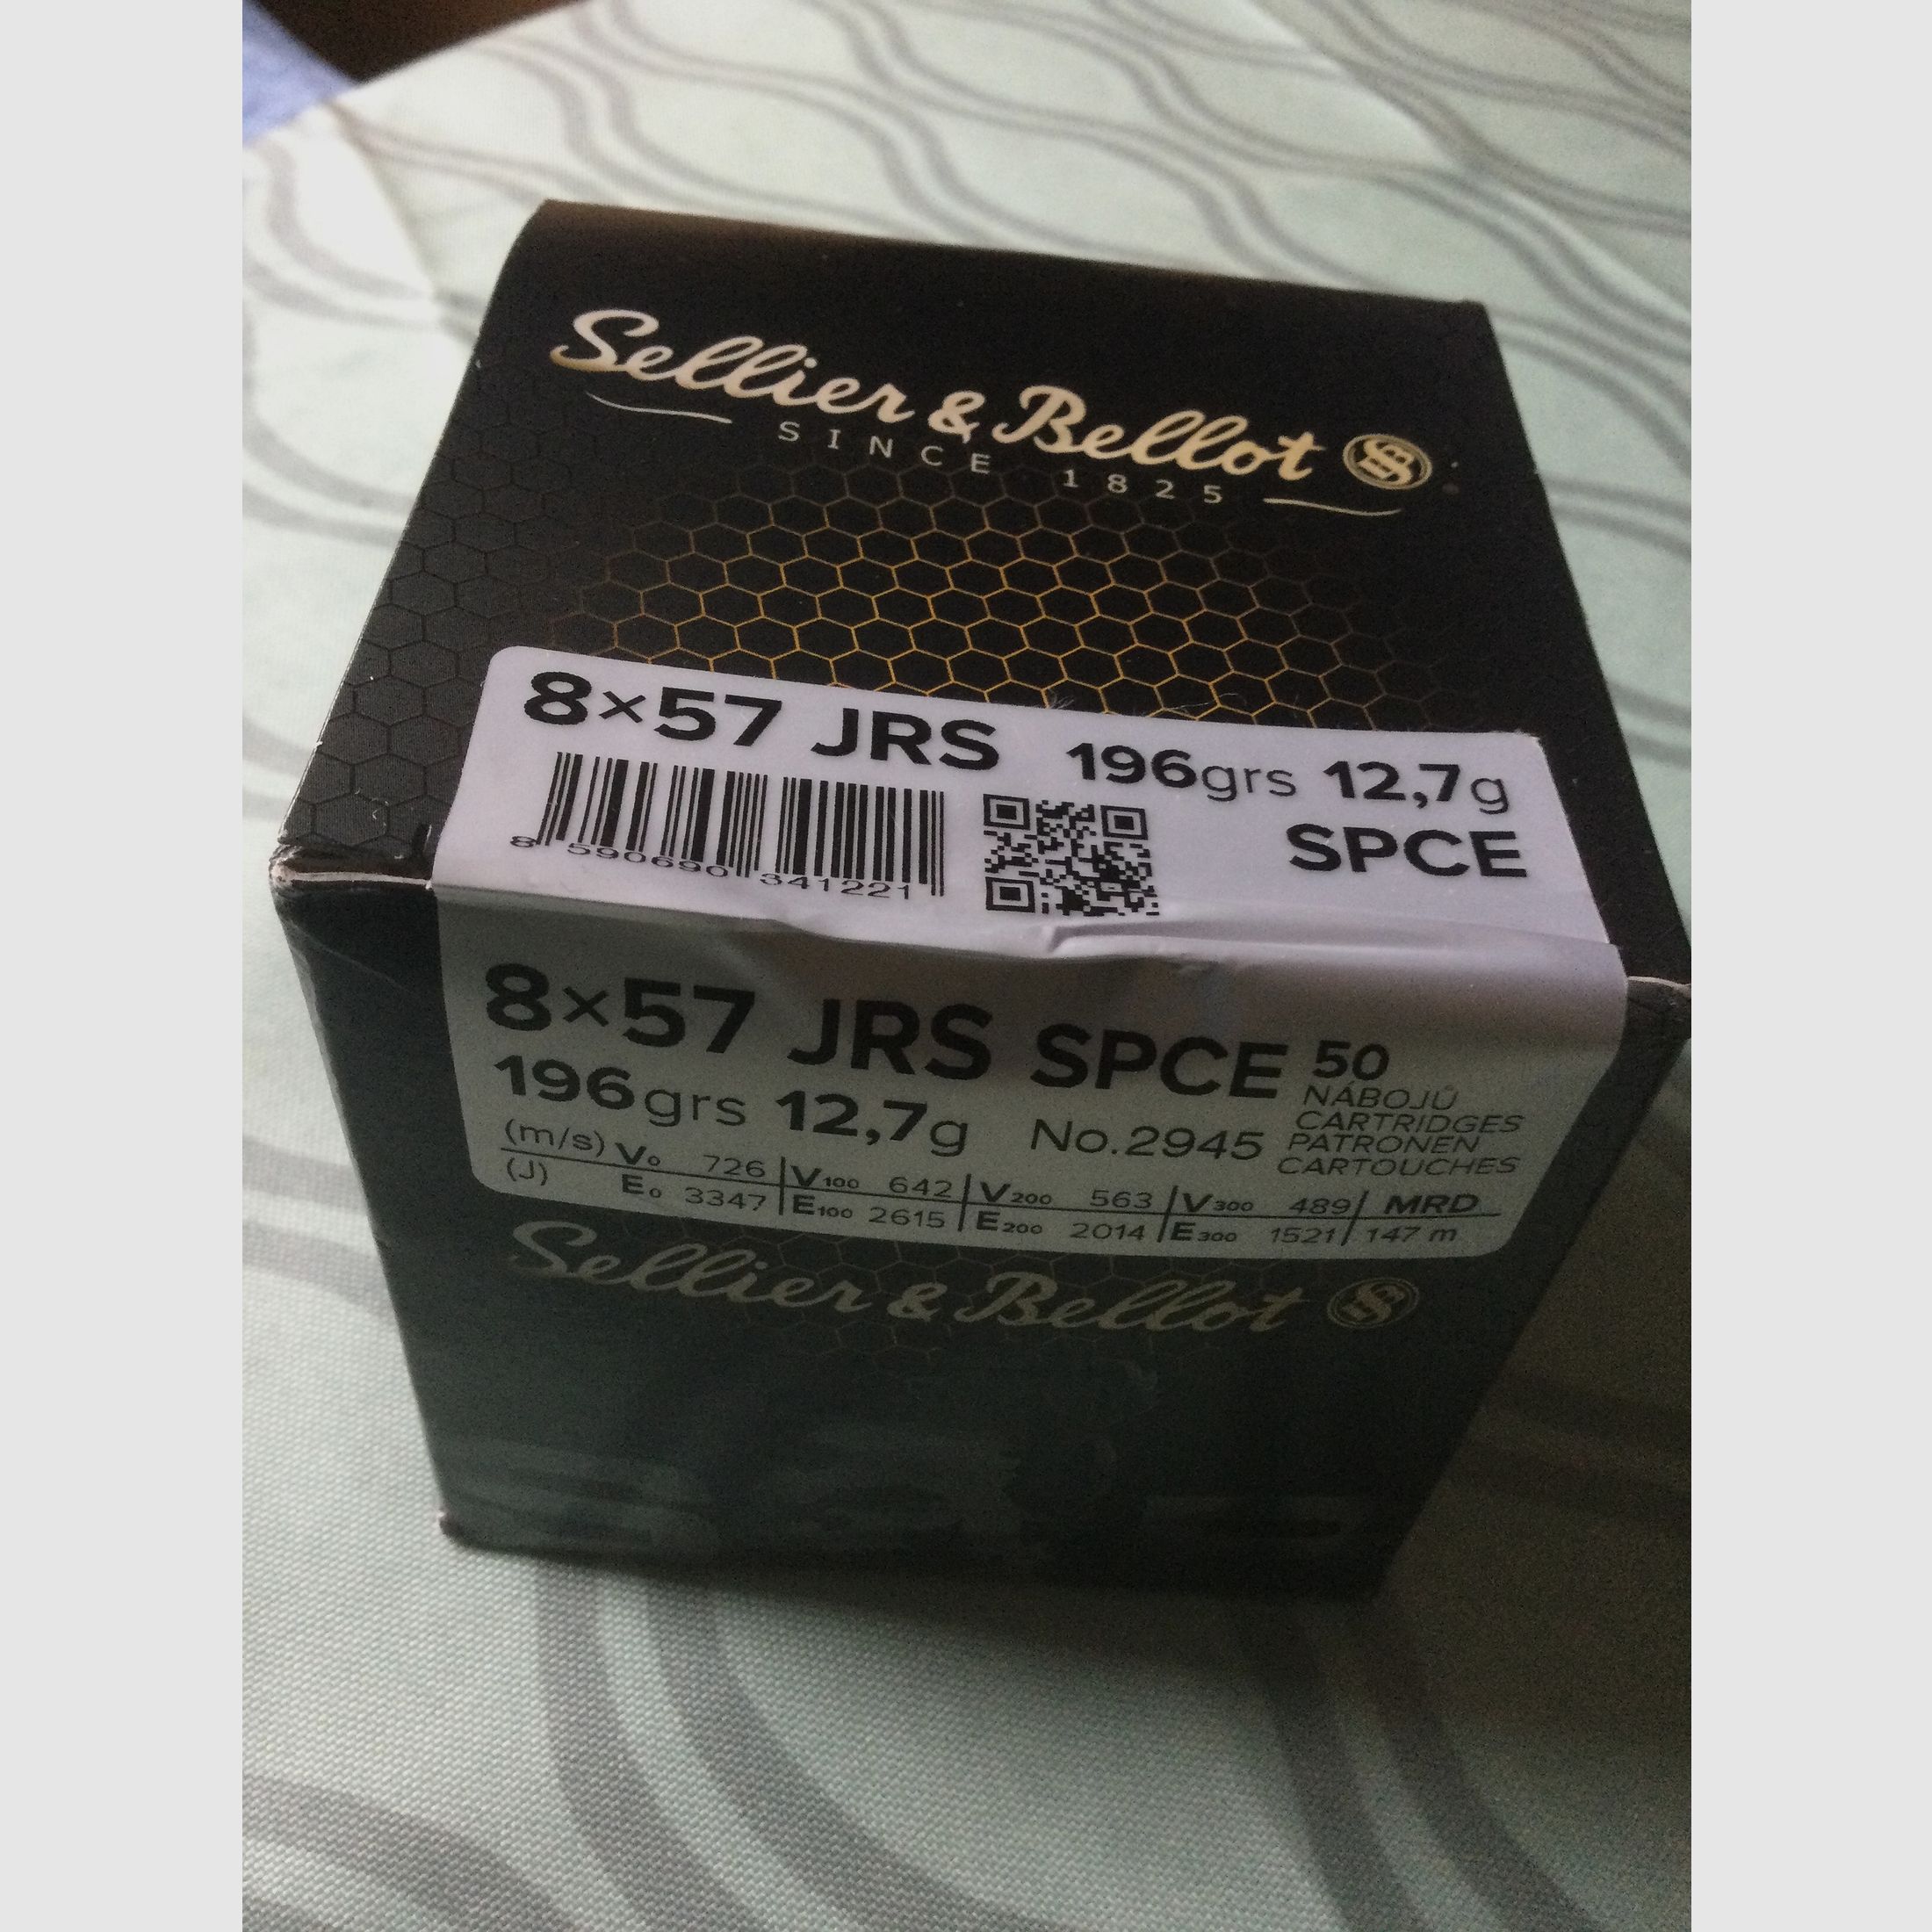 Sellier & Bellot
SINCE 1825
8×57 JRS 196grs 12,7g
SPCE
8 590690 341221
8×57 JRS SPCE 50
NÁBOJŮ
196grs 12,7g No.2945 CARTRIDGES
PATRONEN
CARTOUCHES
(m/s) V₀ 726 V₁₀₀ 642 V₂₀₀ 563 V₃₀₀ 489 MRD
(J) E₀ 3347 E₁₀₀ 2615 E₂₀₀ 2014 E₃₀₀ 1521 147 m
Sellier & Bellot